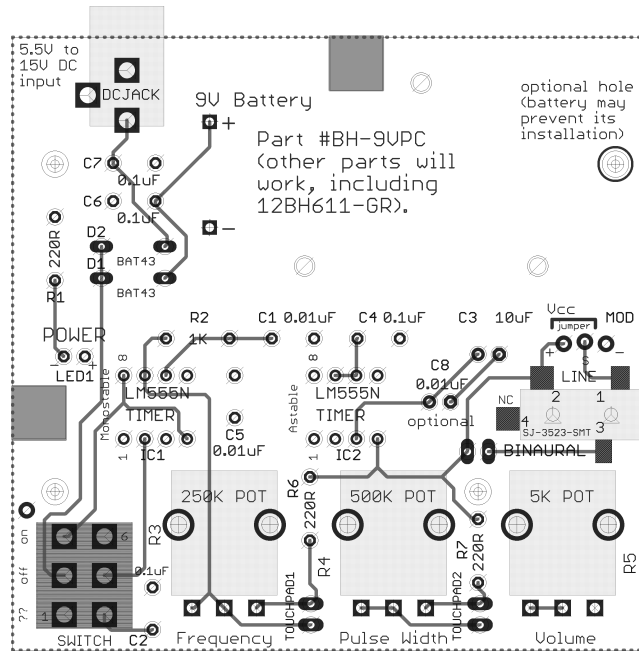 5.5V to
15V DC
input
DCJACK
9V Battery
+
-
optional hole
(battery may
prevent its
installation)
Part #BH-9VPC
(other parts will
work, including
12BH611-GR).
C7
0.1uF
C6
0.1uF
220R
R1
D2
BAT43
D1
BAT43
POWER
- +
LED1
R2
1K
C1 0.01uF
C4 0.1uF
C3 10uF
Vcc
jumper
MOD
+ S -
Monostable
8
LM555N
TIMER
1
IC1
C5
0.01uF
Astable
8
LM555N
TIMER
1
IC2
C8
0.01uF
optional
LINE
2 1
NC
4 3
SJ-3523-SMT
BINAURAL
250K POT
R3
R6
220R
500K POT
R4
R7
220R
5K POT
R5
on
off
??
6
1
SWITCH
0.1uF
C2
Frequency
TOUCHPAD1
Pulse Width
TOUCHPAD2
Volume